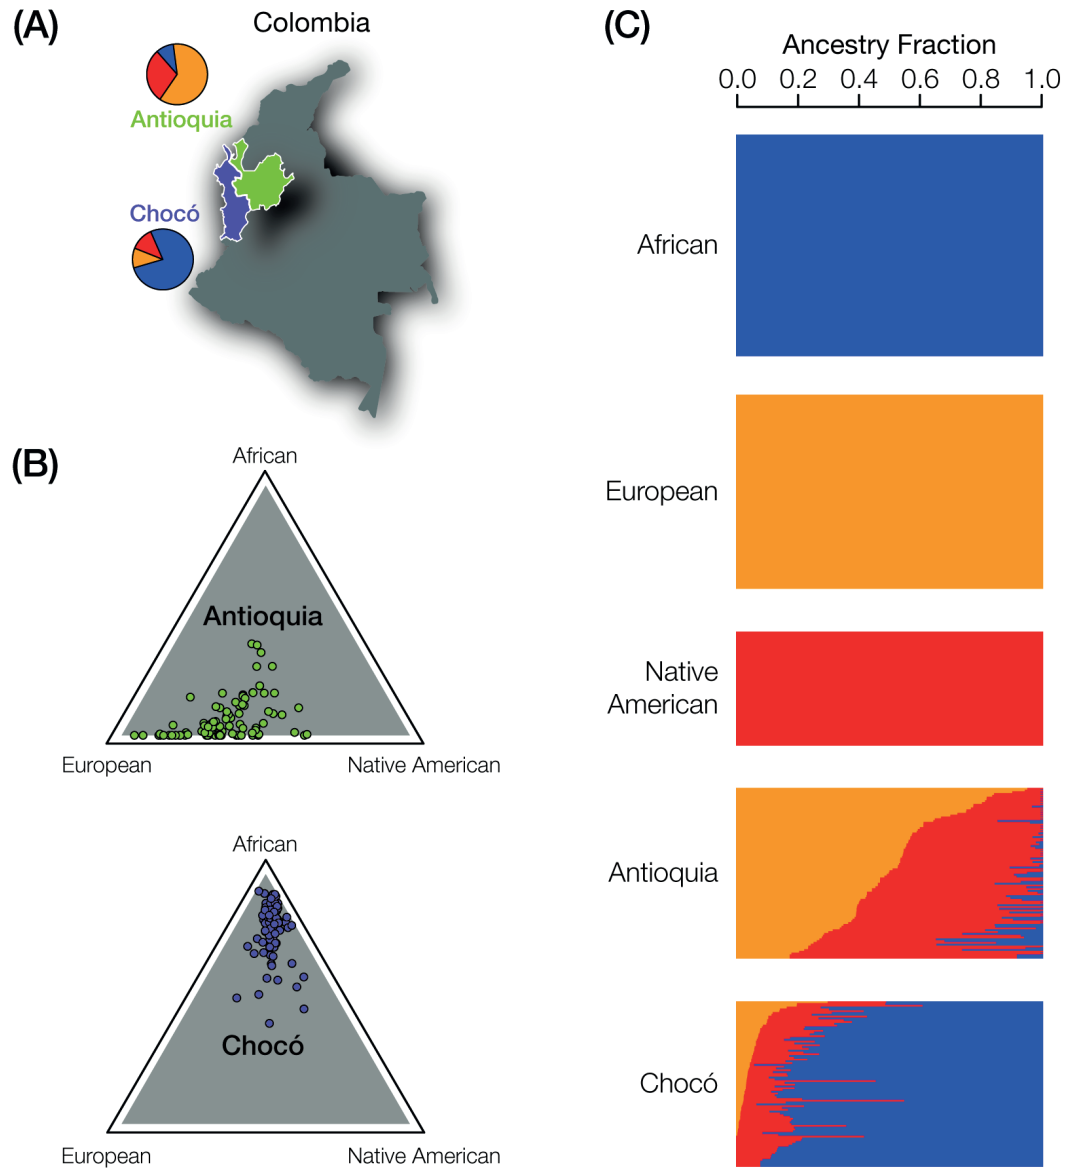 (A)
Colombia
Antioquia
Chocó
(B)
African
Antioquia
European
Native American
African
Chocó
European
Native American
(C)
Ancestry Fraction
0.0 0.2 0.4 0.6 0.8 1.0
African
European
Native
American
Antioquia
Chocó